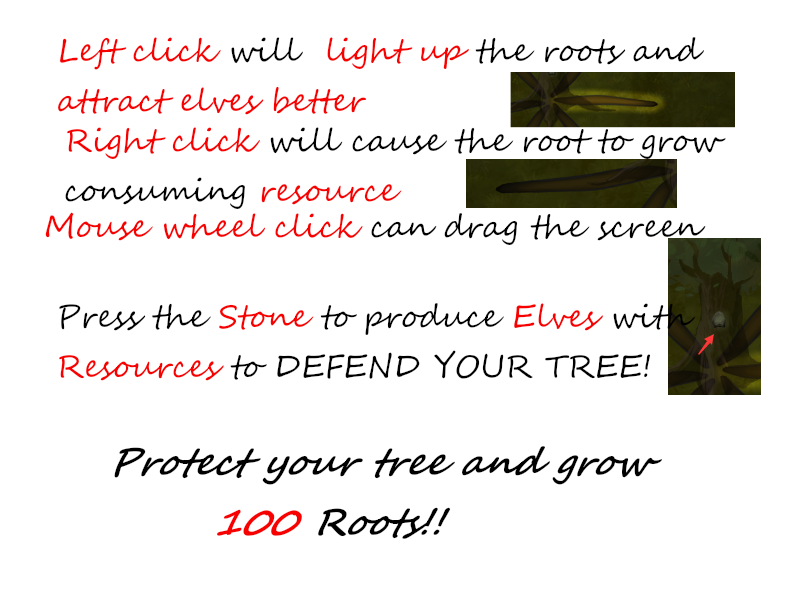 Left click will light up the roots and
attract elves better
Right click will cause the root to grow
consuming resource
Mouse wheel click can drag the screen
Press the Stone to produce Elves with
Resources to DEFEND YOUR TREE!
Protect your tree and grow
100 Roots!!